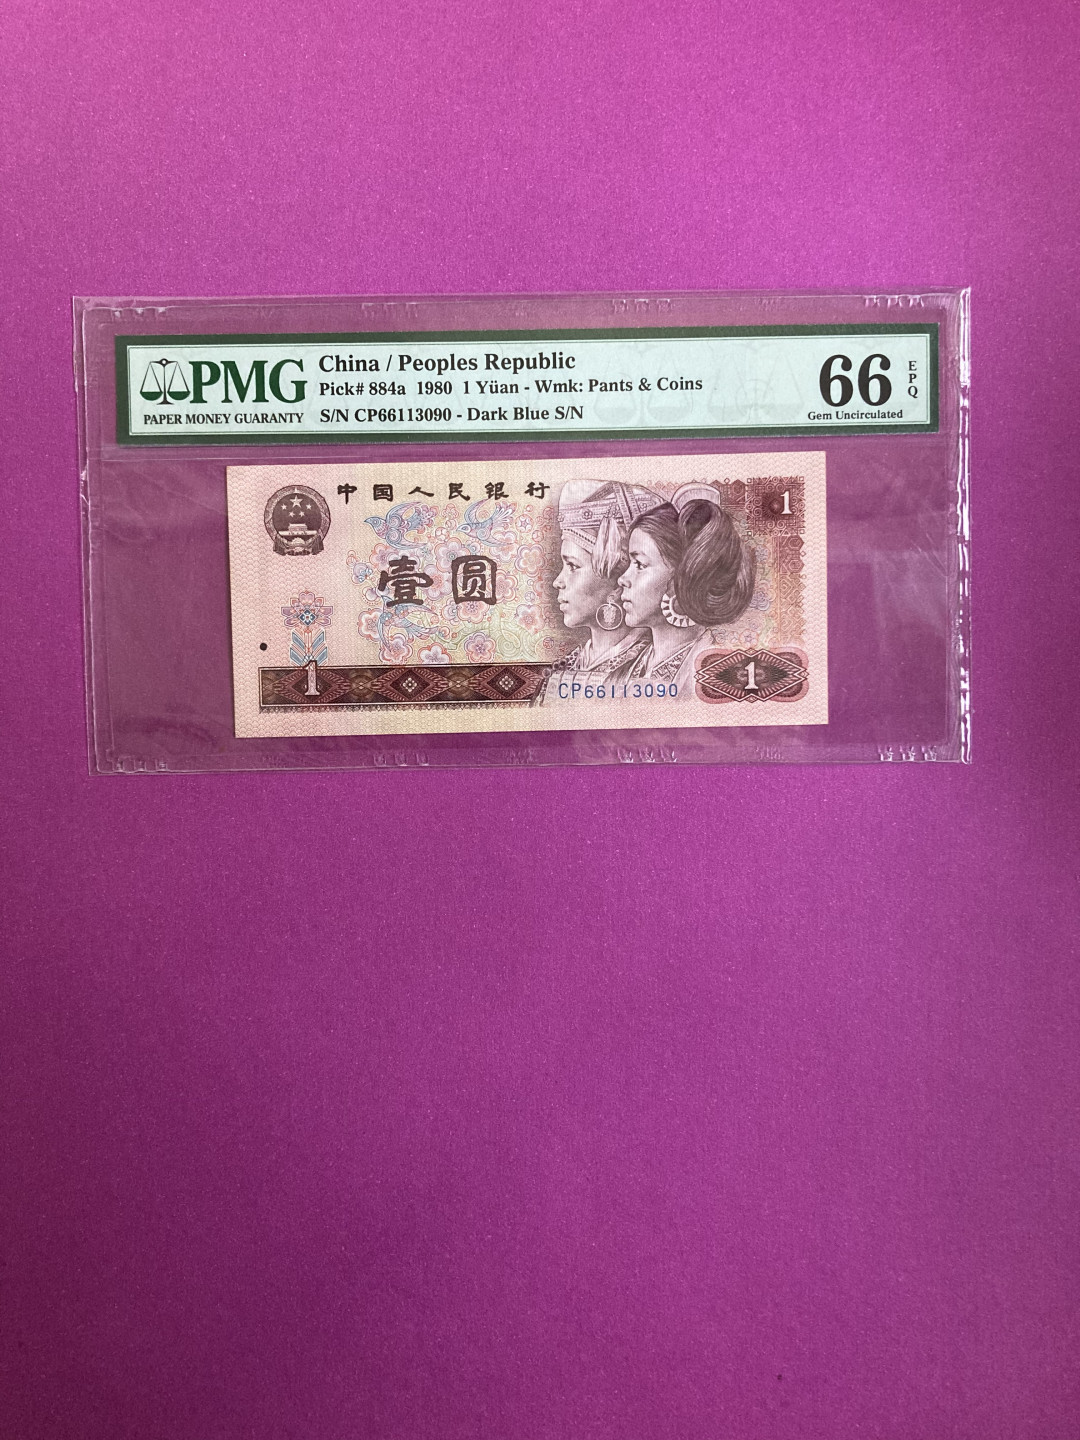 PMG
PAPER MONEY GUARANTY
China / Peoples Republic
Pick# 884a 1980 1 Yüan - Wmk: Pants & Coins
S/N CP66113090 - Dark Blue S/N
66 EPQ
Gem Uncirculated
中国人民银行
1
壹圆
1
CP66113090
1